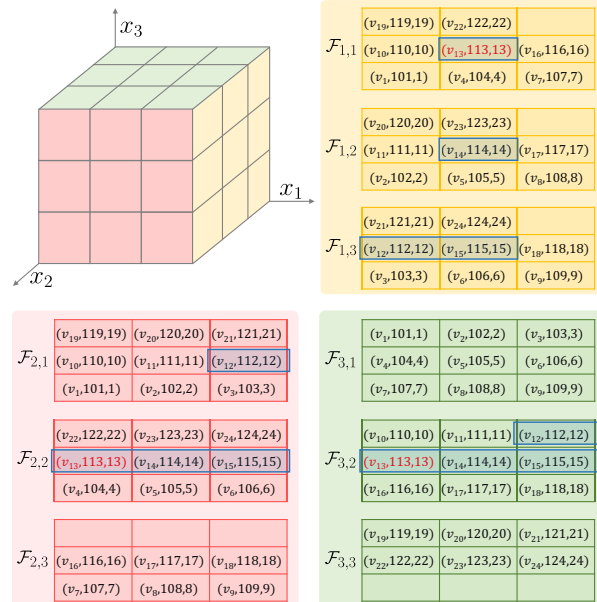 x₃
x₁
x₂
F₁,₁
(v₁₉,119,19) (v₂₂,122,22)
(v₁₀,110,10) (v₁₃,113,13) (v₁₆,116,16)
(v₁,101,1) (v₄,104,4) (v₇,107,7)
F₁,₂
(v₂₀,120,20) (v₂₃,123,23)
(v₁₁,111,11) (v₁₄,114,14) (v₁₇,117,17)
(v₂,102,2) (v₅,105,5) (v₈,108,8)
F₁,₃
(v₂₁,121,21) (v₂₄,124,24)
(v₁₂,112,12) (v₁₅,115,15) (v₁₈,118,18)
(v₃,103,3) (v₆,106,6) (v₉,109,9)
F₂,₁
(v₁₉,119,19) (v₂₀,120,20) (v₂₁,121,21)
(v₁₀,110,10) (v₁₁,111,11) (v₁₂,112,12)
(v₁,101,1) (v₂,102,2) (v₃,103,3)
F₂,₂
(v₂₂,122,22) (v₂₃,123,23) (v₂₄,124,24)
(v₁₃,113,13) (v₁₄,114,14) (v₁₅,115,15)
(v₄,104,4) (v₅,105,5) (v₆,106,6)
F₂,₃
(v₁₆,116,16) (v₁₇,117,17) (v₁₈,118,18)
(v₇,107,7) (v₈,108,8) (v₉,109,9)
F₃,₁
(v₁,101,1) (v₂,102,2) (v₃,103,3)
(v₄,104,4) (v₅,105,5) (v₆,106,6)
(v₇,107,7) (v₈,108,8) (v₉,109,9)
F₃,₂
(v₁₀,110,10) (v₁₁,111,11) (v₁₂,112,12)
(v₁₃,113,13) (v₁₄,114,14) (v₁₅,115,15)
(v₁₆,116,16) (v₁₇,117,17) (v₁₈,118,18)
F₃,₃
(v₁₉,119,19) (v₂₀,120,20) (v₂₁,121,21)
(v₂₂,122,22) (v₂₃,123,23) (v₂₄,124,24)